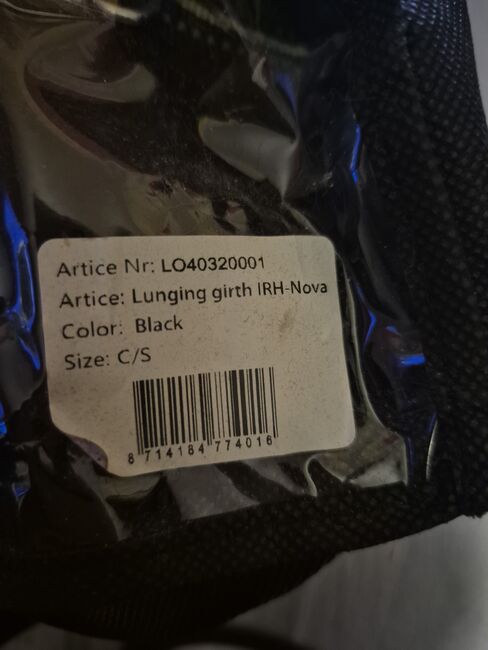 Artice Nr: LO40320001
Artice: Lunging girth IRH-Nova
Color: Black
Size: C/S
8 714184 774016